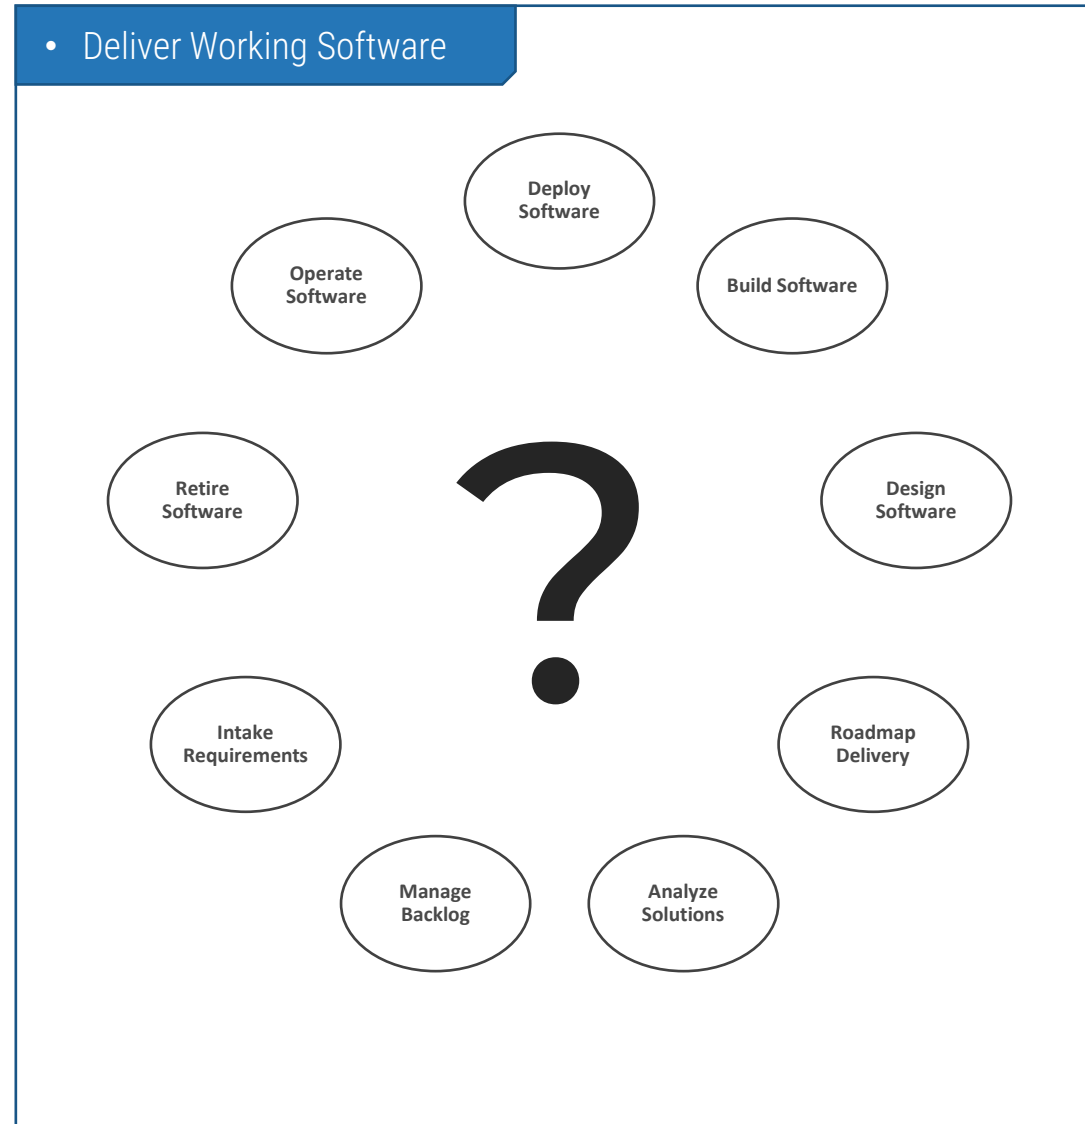 • Deliver Working Software
Deploy
Software
Operate
Software
Build Software
Retire
Software
Design
Software
?
Intake
Requirements
Roadmap
Delivery
Manage
Backlog
Analyze
Solutions